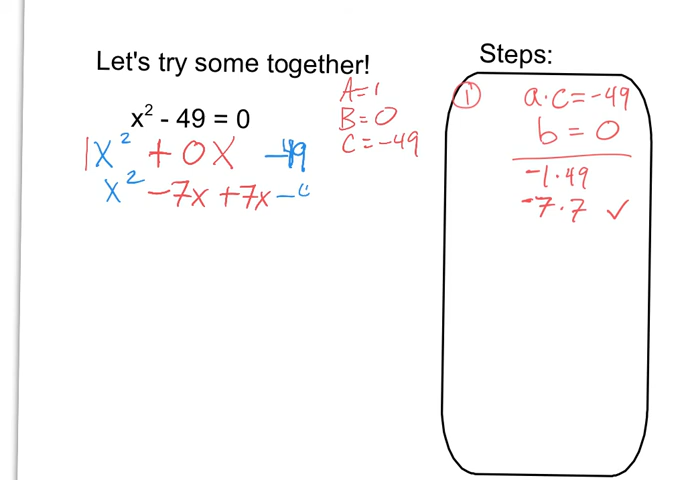 Let's try some together!
x² - 49 = 0
A=1
B=0
C=-49
1x² + 0x -49
x² -7x +7x -
Steps:
① a·c=-49
b = 0
-1·49
-7·7 ✓